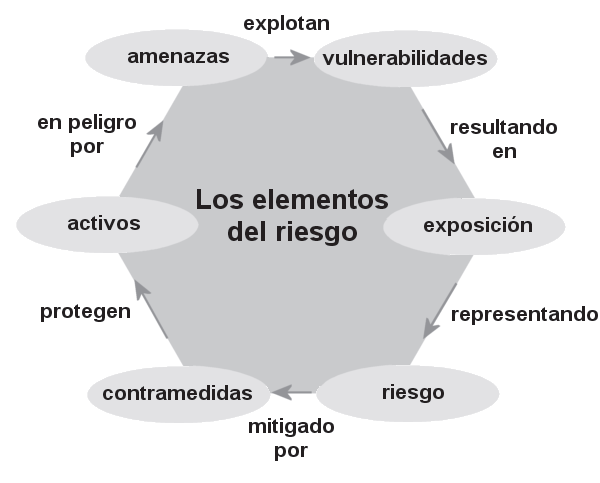 explotan
amenazas
vulnerabilidades
en peligro
por
resultando
en
Los elementos
del riesgo
activos
exposición
protegen
representando
contramedidas
riesgo
mitigado
por